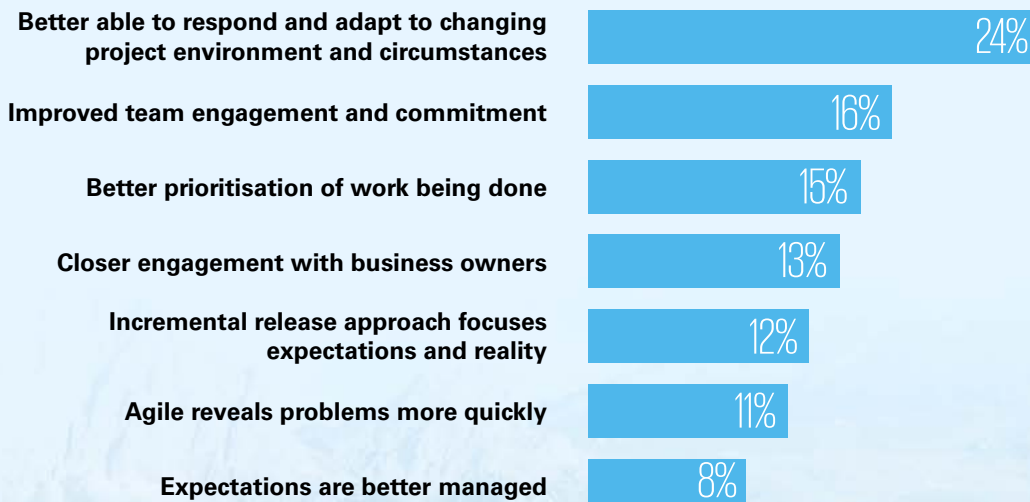 Better able to respond and adapt to changing
project environment and circumstances
24%
Improved team engagement and commitment
16%
Better prioritisation of work being done
15%
Closer engagement with business owners
13%
Incremental release approach focuses
expectations and reality
12%
Agile reveals problems more quickly
11%
Expectations are better managed
8%